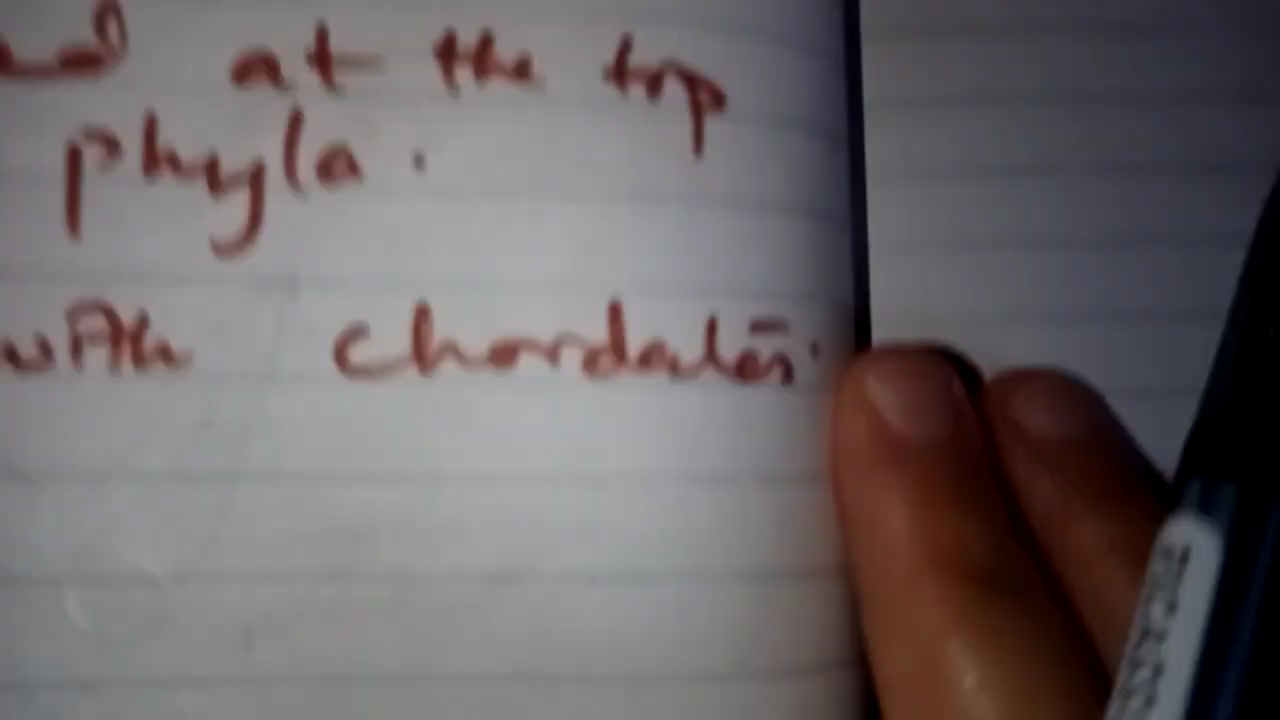 at the top
phyla.
with chordates.